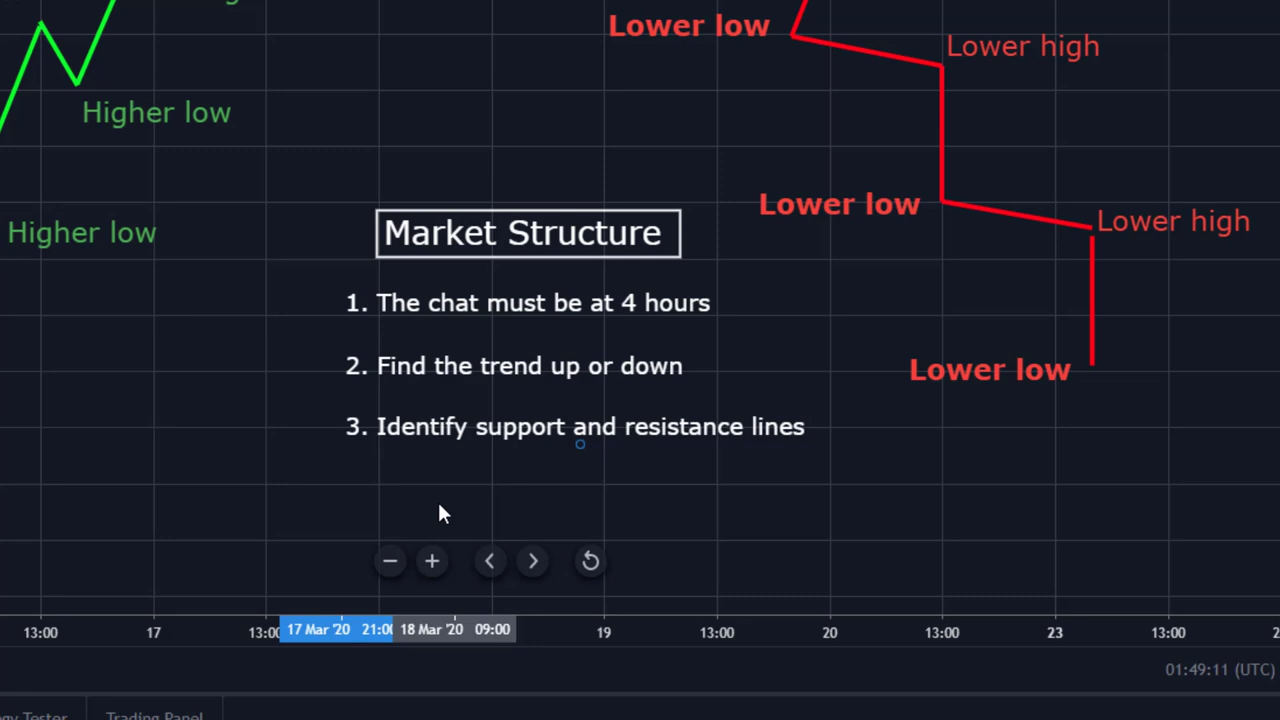 Lower low
Lower high
Higher low
Lower low
Lower high
Higher low
Market Structure
1. The chat must be at 4 hours
2. Find the trend up or down
Lower low
3. Identify support and resistance lines
13:00 17 13:00 17 Mar '20 21:00 18 Mar '20 09:00 19 13:00 20 13:00 23 13:00
01:49:11 (UTC)
Tester Trading Panel